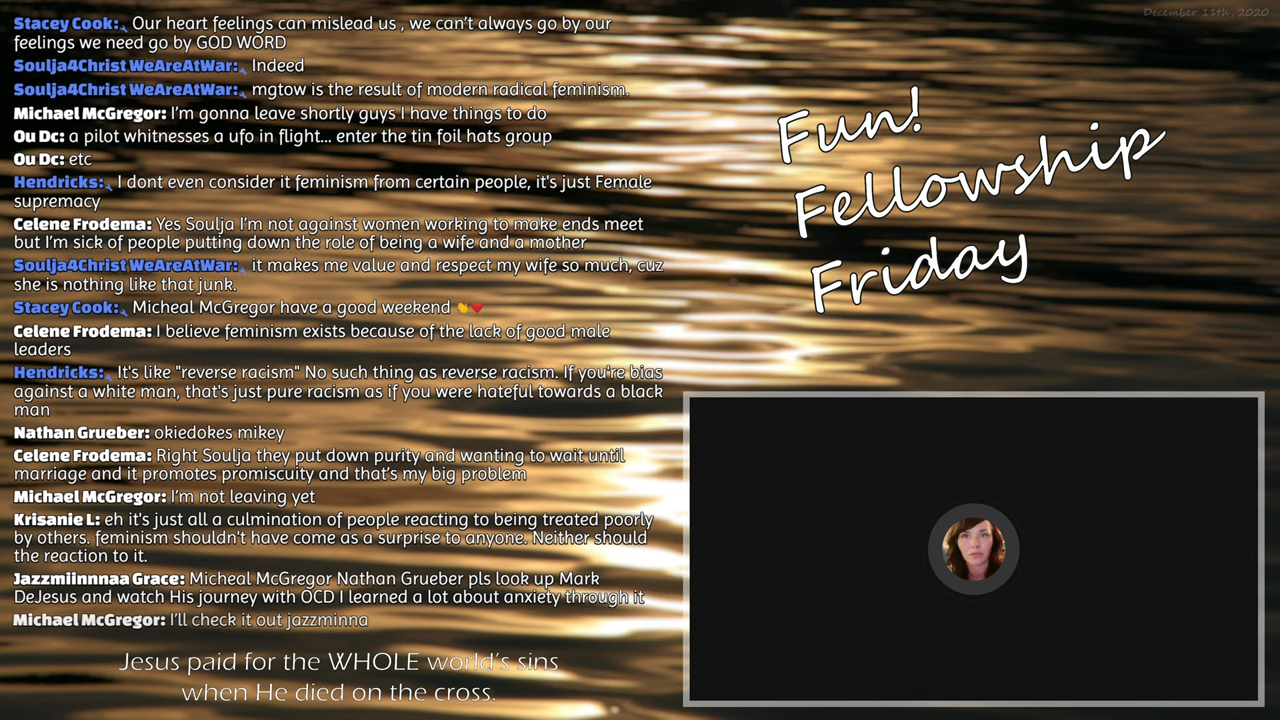 Stacey Cook: Our heart feelings can mislead us , we can't always go by our
feelings we need go by GOD WORD
Soulja4Christ WeAreAtWar: Indeed
Soulja4Christ WeAreAtWar: mgtow is the result of modern radical feminism.
Michael McGregor: I'm gonna leave shortly guys I have things to do
Ou Dc: a pilot whitnesses a ufo in flight... enter the tin foil hats group
Ou Dc: etc
Hendricks: I dont even consider it feminism from certain people, it's just Female
supremacy
Celene Frodema: Yes Soulja I'm not against women working to make ends meet
but I'm sick of people putting down the role of being a wife and a mother
Soulja4Christ WeAreAtWar: it makes me value and respect my wife so much, cuz
she is nothing like that junk.
Stacey Cook: Micheal McGregor have a good weekend 👏❤️
Celene Frodema: I believe feminism exists because of the lack of good male
leaders
Hendricks: It's like "reverse racism" No such thing as reverse racism. If you're bias
against a white man, that's just pure racism as if you were hateful towards a black
man
Nathan Grueber: okiedokes mikey
Celene Frodema: Right Soulja they put down purity and wanting to wait until
marriage and it promotes promiscuity and that's my big problem
Michael McGregor: I'm not leaving yet
Krisanie L: eh it's just all a culmination of people reacting to being treated poorly
by others. feminism shouldn't have come as a surprise to anyone. Neither should
the reaction to it.
Jazzmiinnnaa Grace: Micheal McGregor Nathan Grueber pls look up Mark
DeJesus and watch His journey with OCD I learned a lot about anxiety through it
Michael McGregor: I'll check it out jazzminna
Jesus paid for the WHOLE world's sins
when He died on the cross.
December 11th, 2020
Fun!
Fellowship
Friday